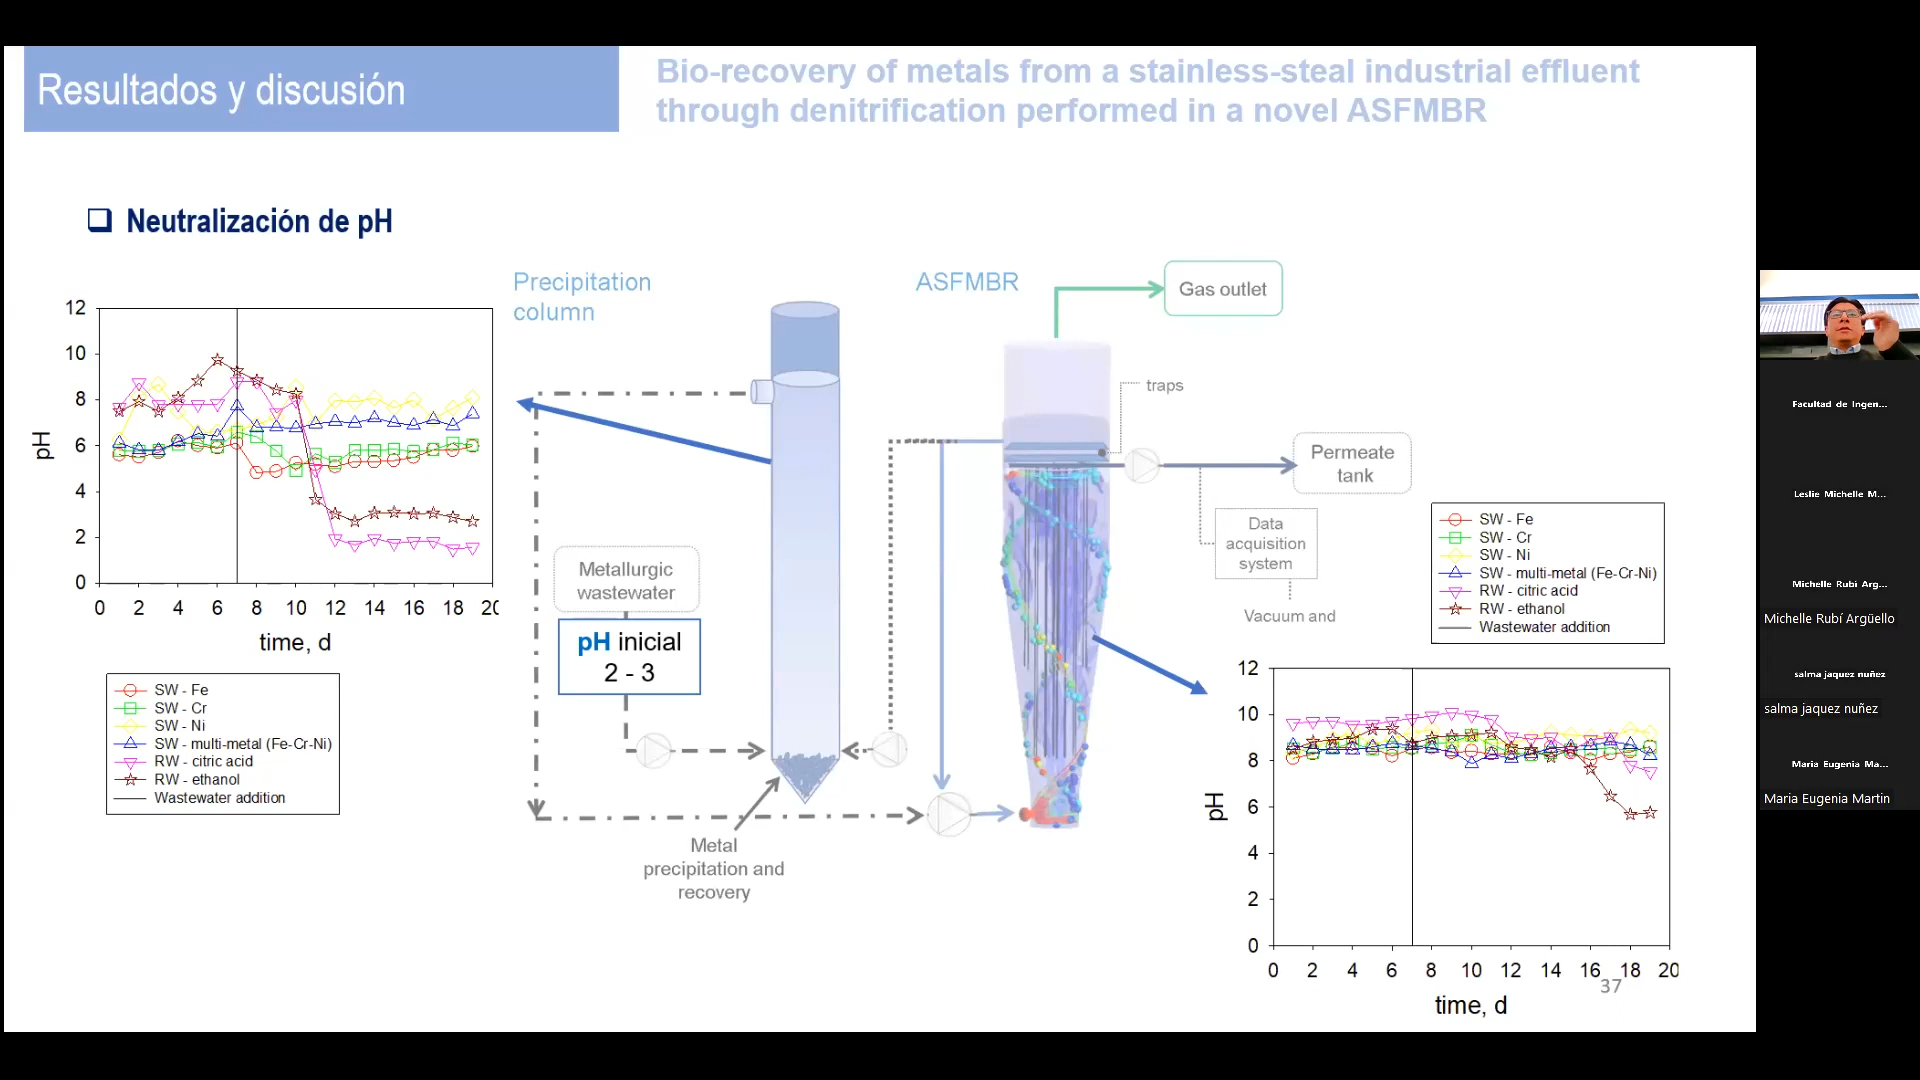 Resultados y discusión
Bio-recovery of metals from a stainless-steal industrial effluent
through denitrification performed in a novel ASFMBR
Neutralización de pH
Precipitation
column
ASFMBR
Gas outlet
traps
Permeate
tank
Data
acquisition
system
Vacuum and
Metallurgic
wastewater
pH inicial
2 - 3
Metal
precipitation and
recovery
12
10
8
6
4
2
0
pH
0 2 4 6 8 10 12 14 16 18 20
time, d
SW - Fe
SW - Cr
SW - Ni
SW - multi-metal (Fe-Cr-Ni)
RW - citric acid
RW - ethanol
Wastewater addition
SW - Fe
SW - Cr
SW - Ni
SW - multi-metal (Fe-Cr-Ni)
RW - citric acid
RW - ethanol
Wastewater addition
12
10
8
6
4
2
0
pH
0 2 4 6 8 10 12 14 16 18 20
time, d
37
Facultad de Ingen...
Leslie Michelle M...
Michelle Rubí Arg...
Michelle Rubí Argüello
salma jaquez nuñez
salma jaquez nuñez
Maria Eugenia Ma...
Maria Eugenia Martin